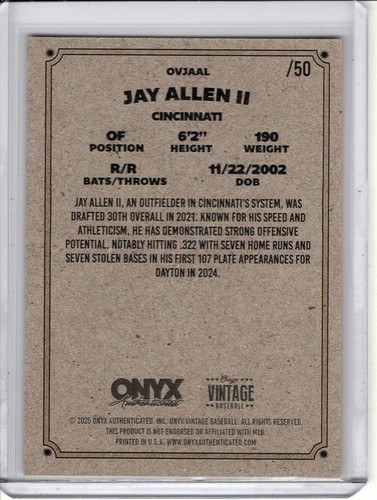 OVJAAL
/50
JAY ALLEN II
CINCINNATI
OF 6'2" 190
POSITION HEIGHT WEIGHT
R/R 11/22/2002
BATS/THROWS DOB
JAY ALLEN II, AN OUTFIELDER IN CINCINNATI'S SYSTEM, WAS
DRAFTED 30TH OVERALL IN 2021. KNOWN FOR HIS SPEED AND
ATHLETICISM, HE HAS DEMONSTRATED STRONG OFFENSIVE
POTENTIAL, NOTABLY HITTING .322 WITH SEVEN HOME RUNS AND
SEVEN STOLEN BASES IN HIS FIRST 107 PLATE APPEARANCES FOR
DAYTON IN 2024.
ONYX
Authenticated
Onyx
VINTAGE
BASEBALL
© 2025 ONYX AUTHENTICATED, INC. ONYX VINTAGE BASEBALL. ALL RIGHTS RESERVED.
THIS PRODUCT IS NOT ENDORSED OR AFFILIATED WITH MLB.
PRINTED IN U.S.A. WWW.ONYXAUTHENTICATED.COM